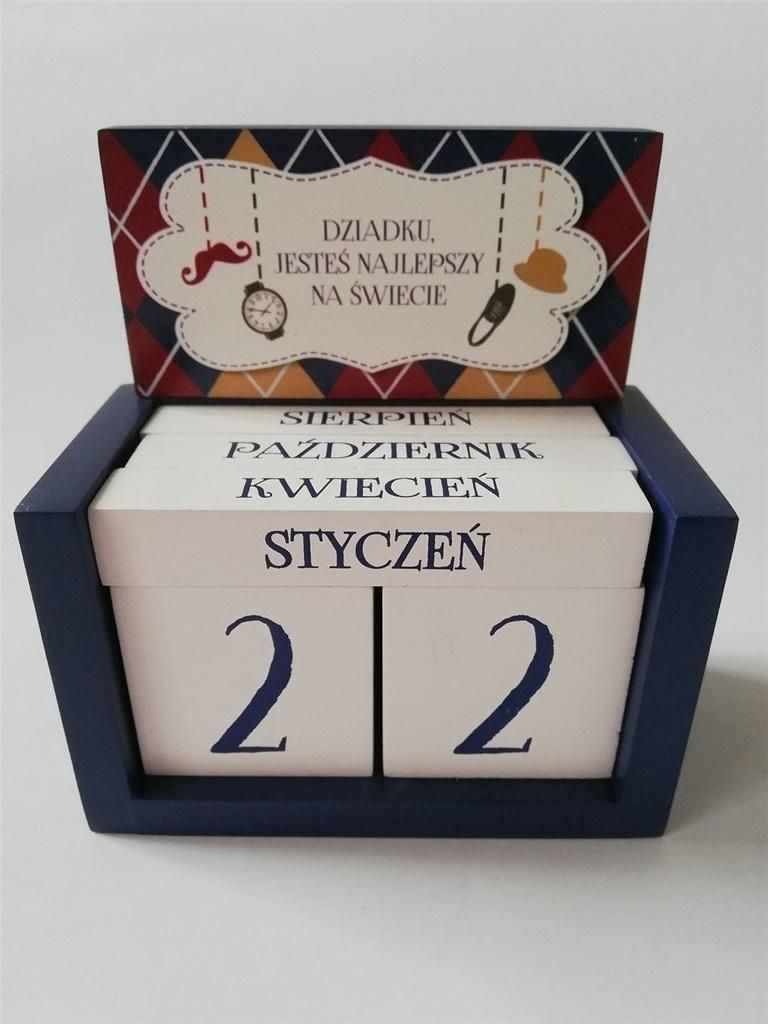 DZIADKU,
JESTEŚ NAJLEPSZY
NA ŚWIECIE
SIERPIEŃ
PAŹDZIERNIK
KWIECIEŃ
STYCZEŃ
2 2